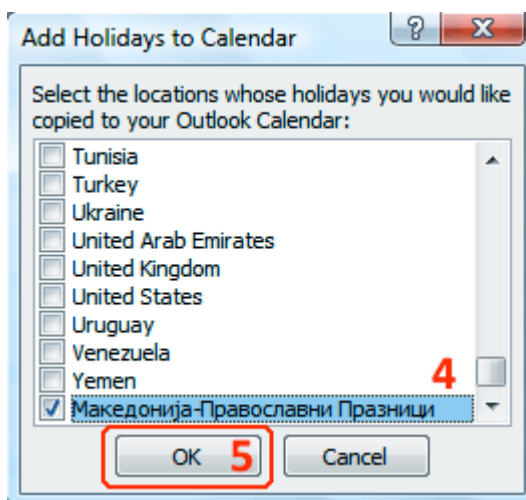 Add Holidays to Calendar
Select the locations whose holidays you would like
copied to your Outlook Calendar:
Tunisia
Turkey
Ukraine
United Arab Emirates
United Kingdom
United States
Uruguay
Venezuela
Yemen
4
Македонија-Православни Празници
OK 5 Cancel